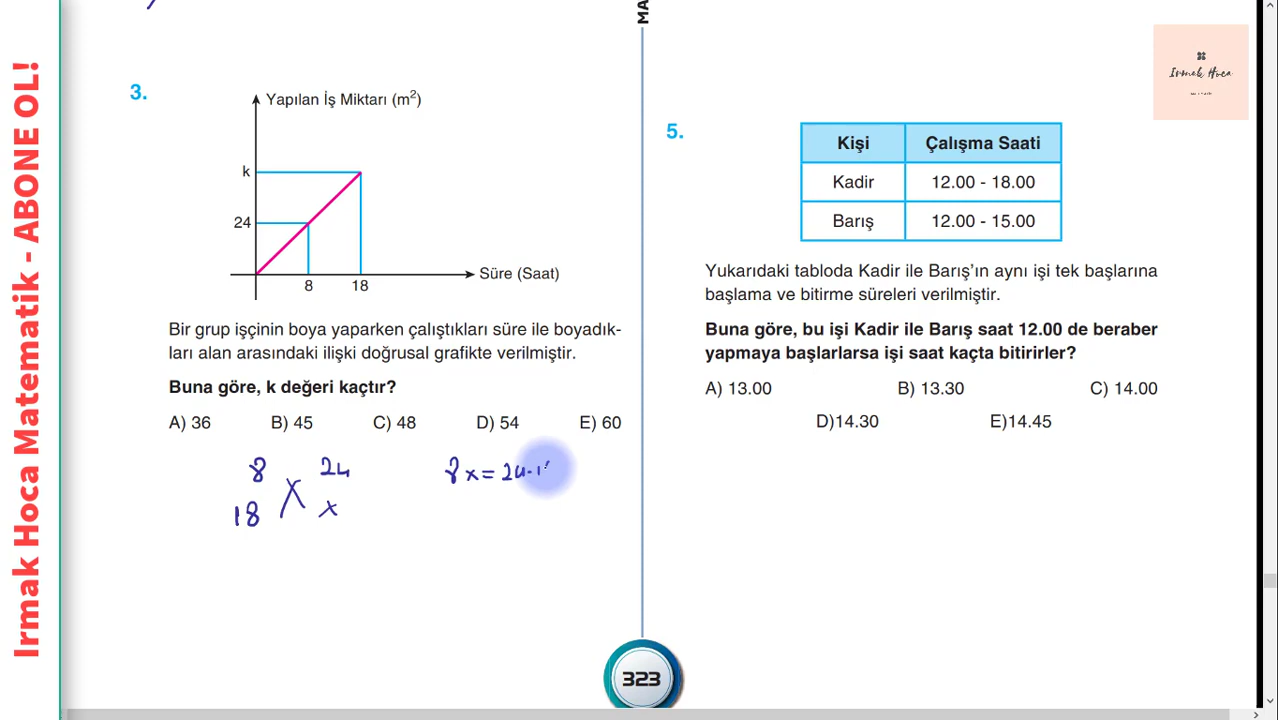 Irmak Hoca Matematik - ABONE OL!
MA
Irmek Hoca
3.
Yapılan İş Miktarı (m²)
k
24
8 18
Süre (Saat)
Bir grup işçinin boya yaparken çalıştıkları süre ile boyadık-
ları alan arasındaki ilişki doğrusal grafikte verilmiştir.
Buna göre, k değeri kaçtır?
A) 36 B) 45 C) 48 D) 54 E) 60
8 24
18 x
8x = 24.
5.
Kişi Çalışma Saati
Kadir 12.00 - 18.00
Barış 12.00 - 15.00
Yukarıdaki tabloda Kadir ile Barış'ın aynı işi tek başlarına
başlama ve bitirme süreleri verilmiştir.
Buna göre, bu işi Kadir ile Barış saat 12.00 de beraber
yapmaya başlarlarsa işi saat kaçta bitirirler?
A) 13.00 B) 13.30 C) 14.00
D)14.30 E)14.45
323